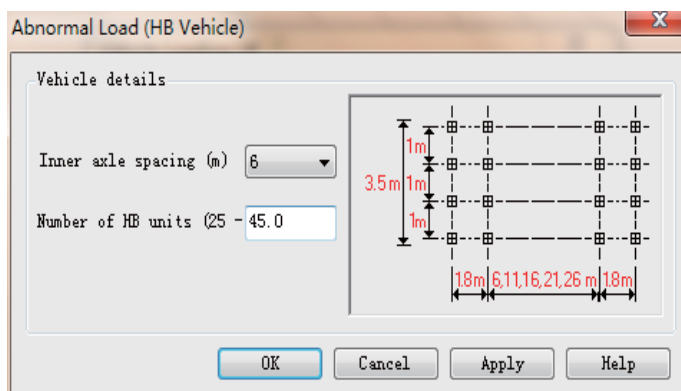 Abnormal Load (HB Vehicle)
X
Vehicle details
Inner axle spacing (m) 6
Number of HB units (25 - 45.0
1m
3.5m 1m
1m
1.8m 6,11,16,21,26 m 1.8m
OK Cancel Apply Help